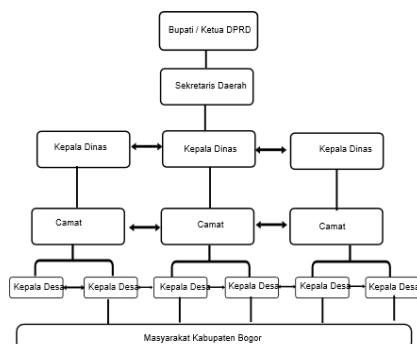 Bupati / Ketua DPRD
Sekretaris Daerah
Kepala Dinas
Kepala Dinas
Kepala Dinas
Camat
Camat
Camat
Kepala Desa
Kepala Desa
Kepala Desa
Kepala Desa
Kepala Desa
Kepala Desa
Masyarakat Kabupaten Bogor